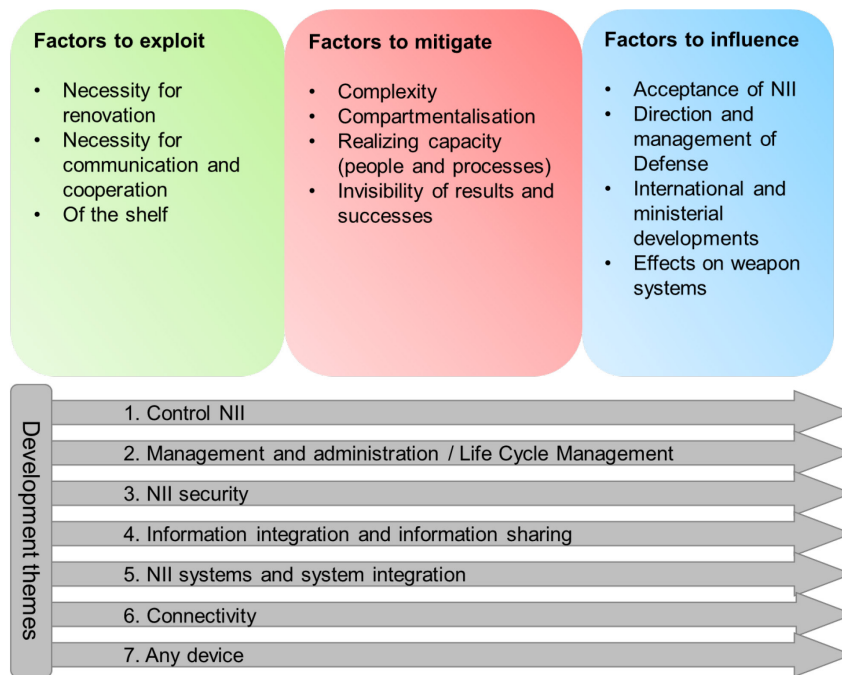 Factors to exploit
• Necessity for
renovation
• Necessity for
communication and
cooperation
• Of the shelf
Factors to mitigate
• Complexity
• Compartmentalisation
• Realizing capacity
(people and processes)
• Invisibility of results and
successes
Factors to influence
• Acceptance of NII
• Direction and
management of
Defense
• International and
ministerial
developments
• Effects on weapon
systems
Development themes
1. Control NII
2. Management and administration / Life Cycle Management
3. NII security
4. Information integration and information sharing
5. NII systems and system integration
6. Connectivity
7. Any device